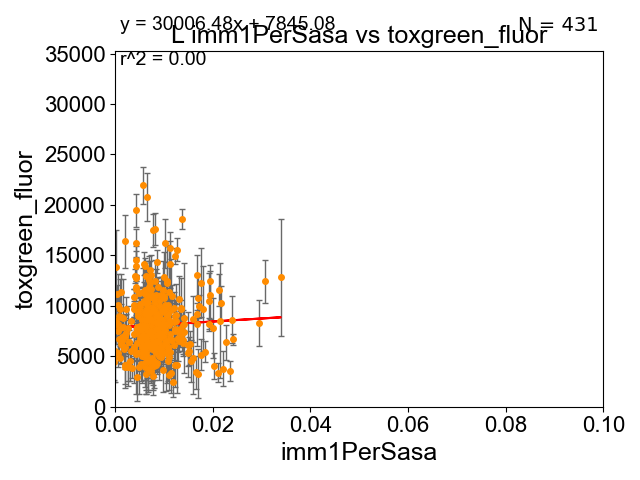 y = 30006.48x + 7845.08
N = 431
L imm1PerSasa vs toxgreen_fluor
r^2 = 0.00
35000
30000
25000
20000
15000
10000
5000
0
toxgreen_fluor
0.00 0.02 0.04 0.06 0.08 0.10
imm1PerSasa